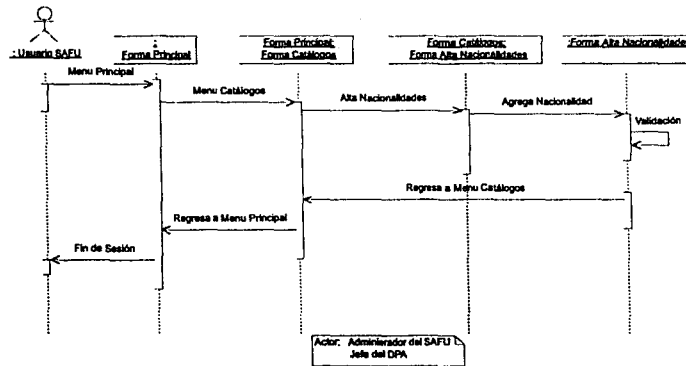 : Usuario SAFU
:
Forma Principal
Forma Principal:
Forma Catálogos
Forma Catálogos:
Forma Alta Nacionalidades
:Forma Alta Nacionalidade
Menu Principal
Menu Catálogos
Alta Nacionalidades
Agrega Nacionalidad
Validación
Regresa a Menu Catálogos
Regresa a Menu Principal
Fin de Sesión
Actor: Administrador del SAFU
Jefe del DPA